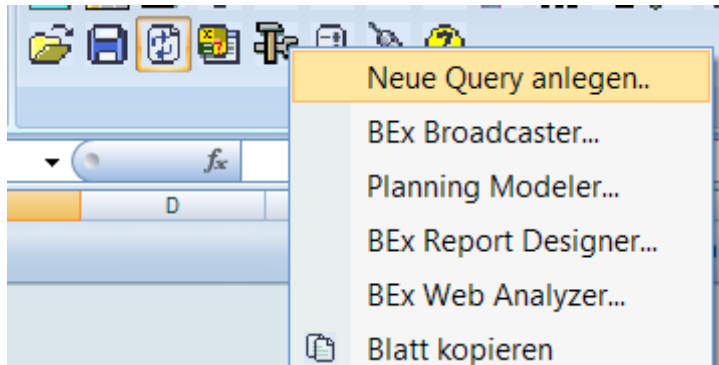 Neue Query anlegen..
BEx Broadcaster...
fx
Planning Modeler...
D
BEx Report Designer...
BEx Web Analyzer...
Blatt kopieren